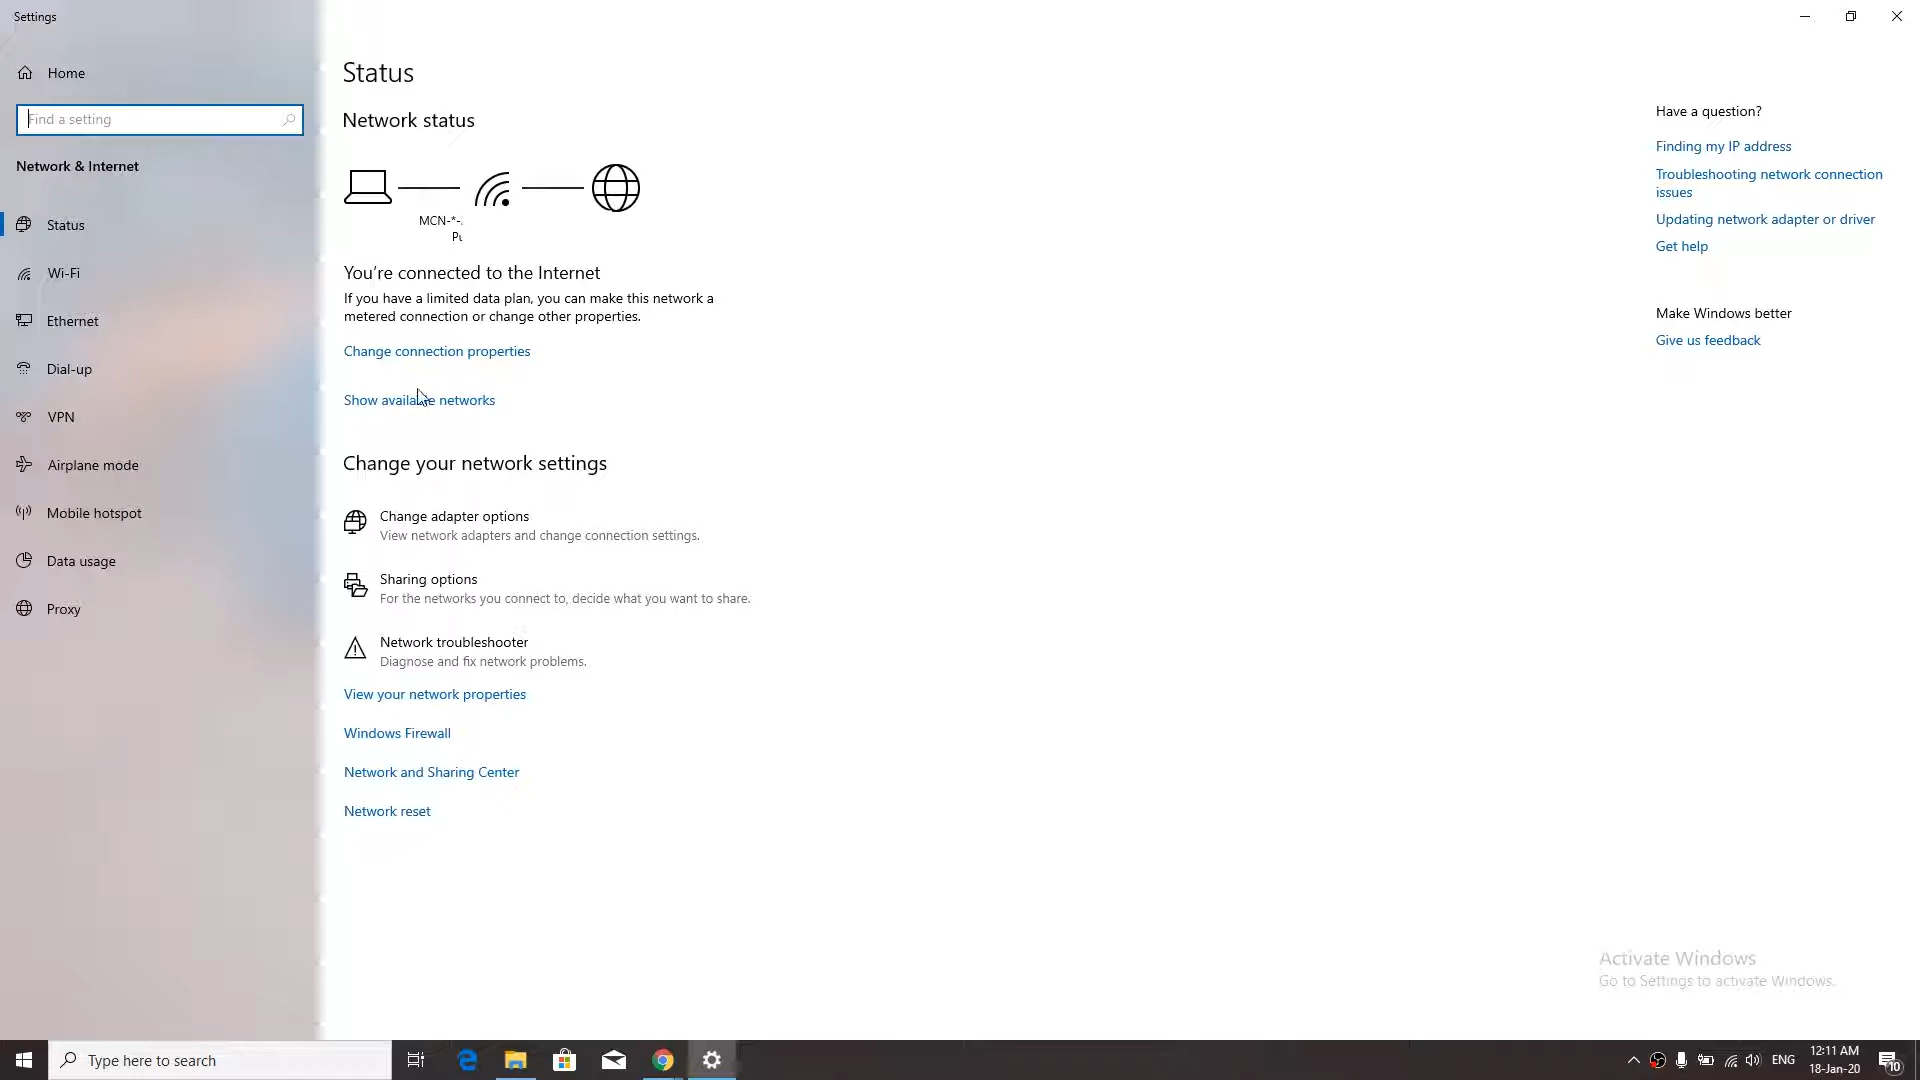 Settings
Home
Find a setting
Network & Internet
Status
Wi-Fi
Ethernet
Dial-up
VPN
Airplane mode
Mobile hotspot
Data usage
Proxy
Status
Network status
MCN-*-
You're connected to the Internet
If you have a limited data plan, you can make this network a
metered connection or change other properties.
Change connection properties
Show available networks
Change your network settings
Change adapter options
View network adapters and change connection settings.
Sharing options
For the networks you connect to, decide what you want to share.
Network troubleshooter
Diagnose and fix network problems.
View your network properties
Windows Firewall
Network and Sharing Center
Network reset
Have a question?
Finding my IP address
Troubleshooting network connection
issues
Updating network adapter or driver
Get help
Make Windows better
Give us feedback
Activate Windows
Go to Settings to activate Windows.
Type here to search
ENG
12:11 AM
18-Jan-20
10